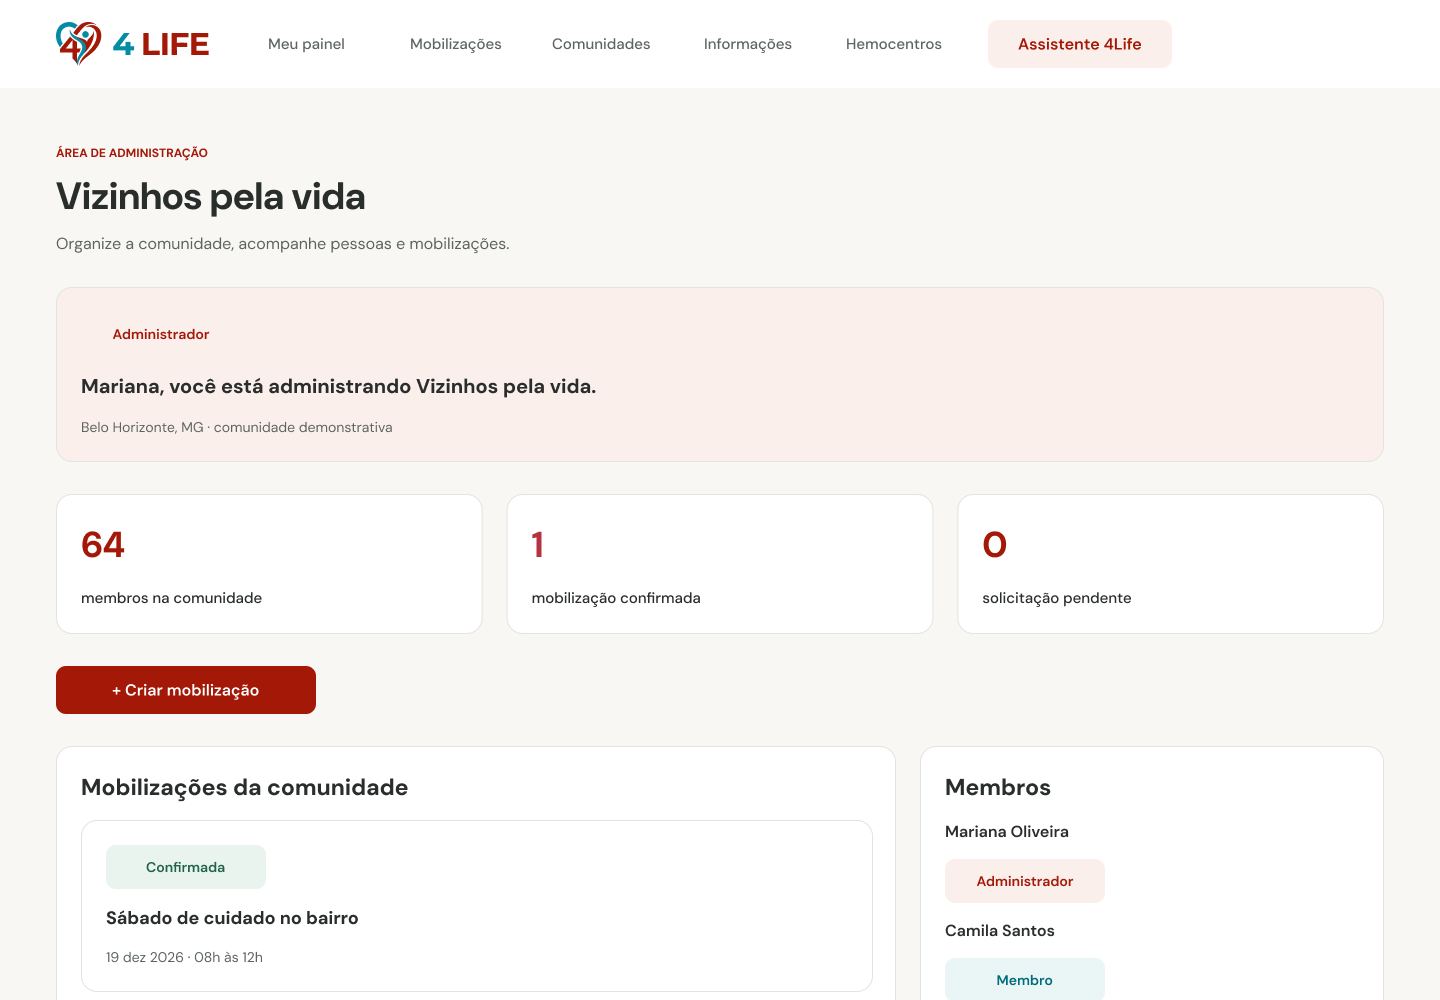 4 LIFE
Meu painel
Mobilizações
Comunidades
Informações
Hemocentros
Assistente 4Life
ÁREA DE ADMINISTRAÇÃO
Vizinhos pela vida
Organize a comunidade, acompanhe pessoas e mobilizações.
Administrador
Mariana, você está administrando Vizinhos pela vida.
Belo Horizonte, MG · comunidade demonstrativa
64
membros na comunidade
1
mobilização confirmada
0
solicitação pendente
+ Criar mobilização
Mobilizações da comunidade
Confirmada
Sábado de cuidado no bairro
19 dez 2026 · 08h às 12h
Membros
Mariana Oliveira
Administrador
Camila Santos
Membro